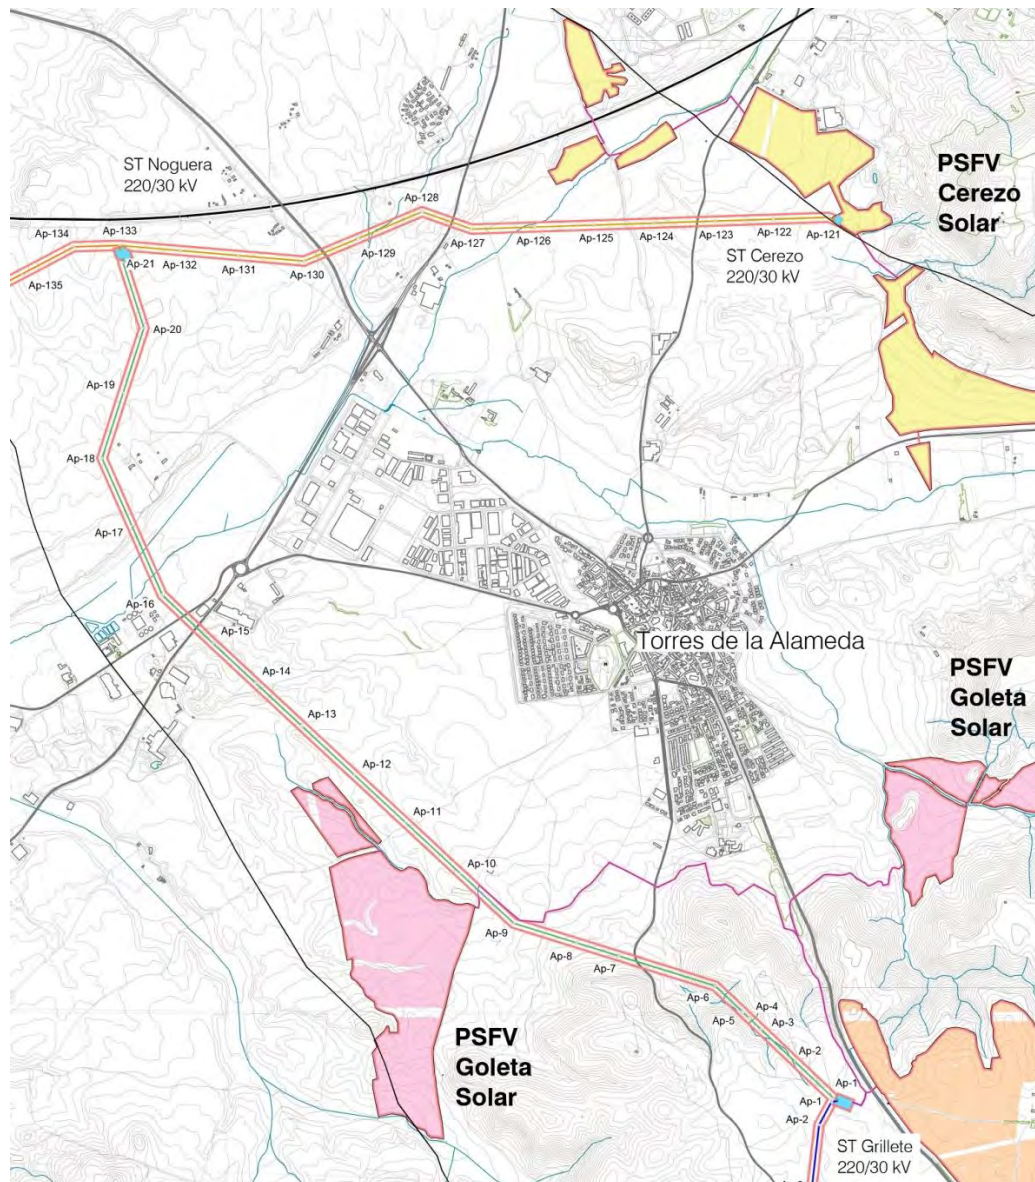 ST Noguera
220/30 kV
PSFV
Cerezo
Solar
Ap-128
Ap-134
Ap-133
Ap-127
Ap-126
Ap-125
Ap-124
Ap-123
Ap-122
Ap-121
Ap-129
Ap-21
Ap-132
Ap-131
Ap-130
ST Cerezo
220/30 kV
Ap-135
Ap-20
Ap-19
Ap-18
Ap-17
Ap-16
Ap-15
Torres de la Alameda
Ap-14
PSFV
Goleta
Solar
Ap-13
Ap-12
Ap-11
Ap-10
Ap-9
Ap-8
Ap-7
Ap-6
Ap-4
Ap-5
Ap-3
PSFV
Goleta
Solar
Ap-2
Ap-1
Ap-1
Ap-2
ST Grillete
220/30 kV